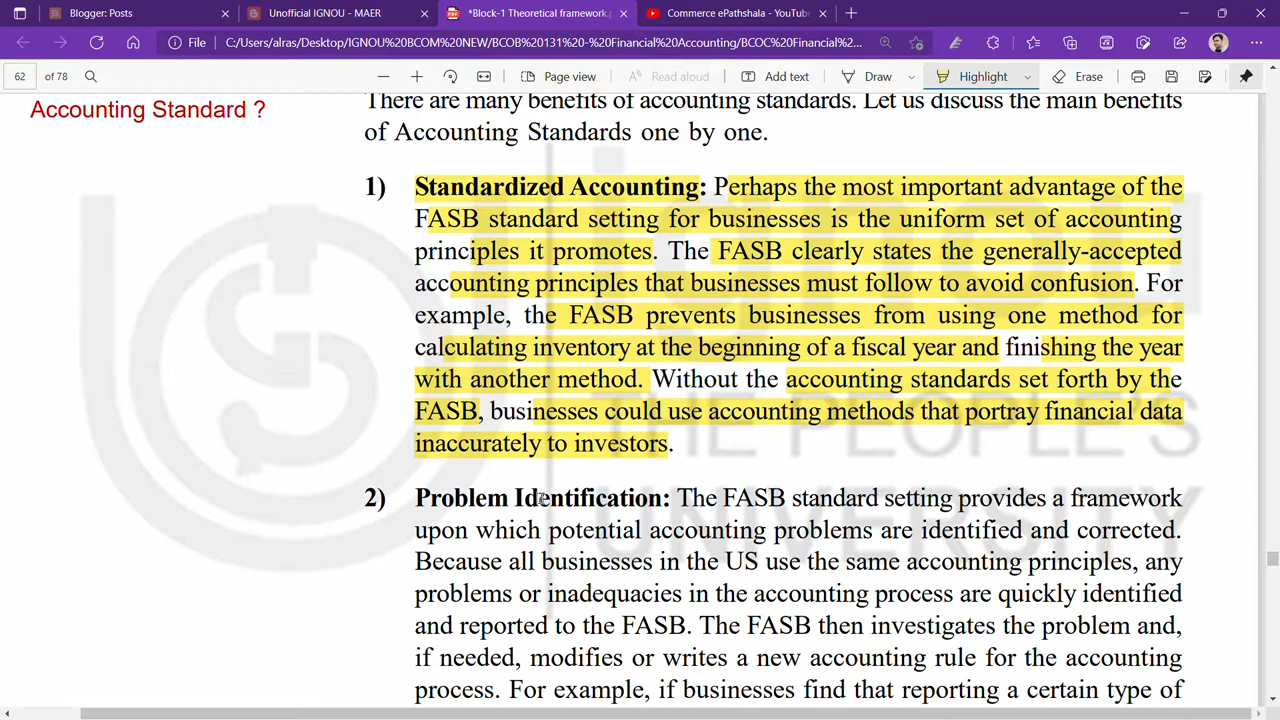 Blogger: Posts
Unofficial IGNOU - MAER
*Block-1 Theoretical framework.
Commerce ePathshala - YouTube
File
C:/Users/alras/Desktop/IGNOU%20BCOM%20NEW/BCOB%20131%20-%20Financial%20Accounting/BCOC%20Financial%2...
62 of 78
Page view
Read aloud
Add text
Draw
Highlight
Erase
Accounting Standard ?
There are many benefits of accounting standards. Let us discuss the main benefits
of Accounting Standards one by one.
1) Standardized Accounting: Perhaps the most important advantage of the
FASB standard setting for businesses is the uniform set of accounting
principles it promotes. The FASB clearly states the generally-accepted
accounting principles that businesses must follow to avoid confusion. For
example, the FASB prevents businesses from using one method for
calculating inventory at the beginning of a fiscal year and finishing the year
with another method. Without the accounting standards set forth by the
FASB, businesses could use accounting methods that portray financial data
inaccurately to investors.
2) Problem Identification: The FASB standard setting provides a framework
upon which potential accounting problems are identified and corrected.
Because all businesses in the US use the same accounting principles, any
problems or inadequacies in the accounting process are quickly identified
and reported to the FASB. The FASB then investigates the problem and,
if needed, modifies or writes a new accounting rule for the accounting
process. For example, if businesses find that reporting a certain type of
ignou
THE PEOPLE'S
UNIVERSITY